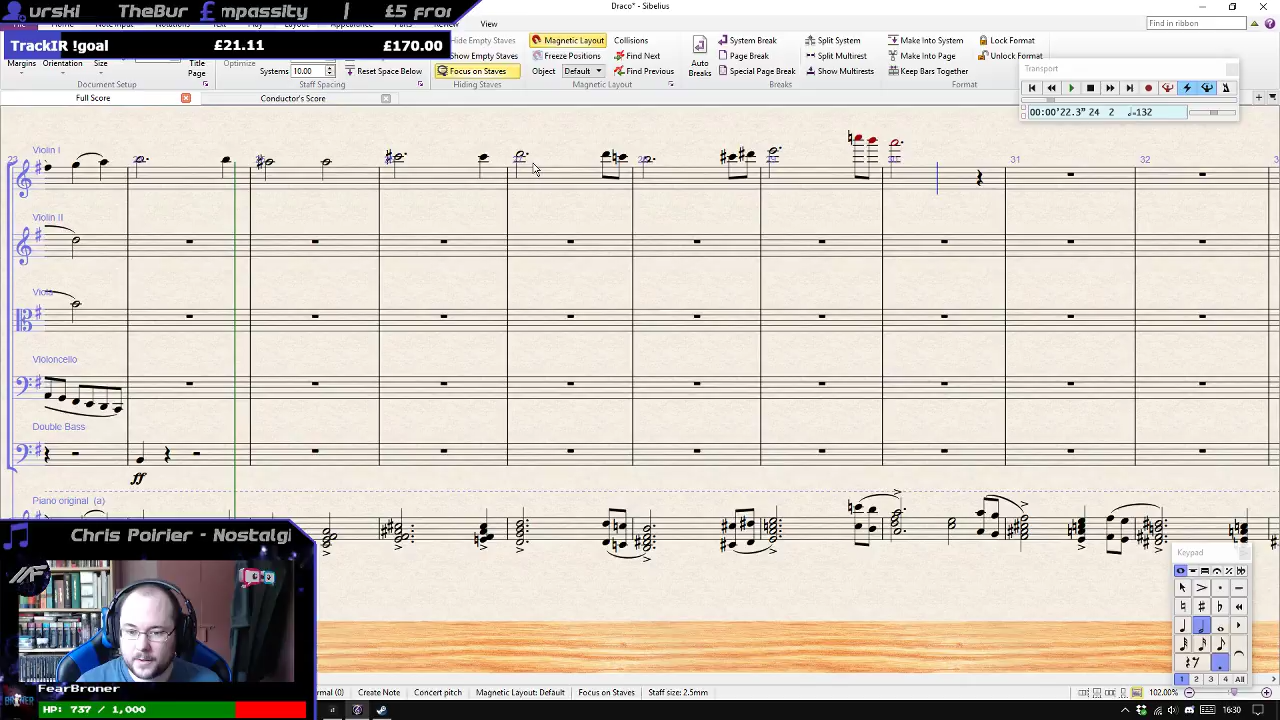 urski TheBur £mpassity | £5 fror
TrackIR !goal £21.11 £170.00
Draco* - Sibelius
View
Find in ribbon
Hide Empty Staves
Show Empty Staves
Focus on Staves
Hiding Staves
Magnetic Layout
Freeze Positions
Object Default
Collisions
Find Next
Find Previous
Magnetic Layout
Auto Breaks
System Break
Page Break
Special Page Break
Split System
Split Multirest
Show Multirests
Breaks
Make Into System
Make Into Page
Keep Bars Together
Lock Format
Unlock Format
Format
Margins Orientation
Title Page
Document Setup
Optimize
Systems 10.00
Reset Space Below
Staff Spacing
Transport
00:00'22.3" 24 2 =132
Full Score Conductor's Score
Violin I
31 32
Violin II
Viola
Violoncello
Double Bass
ff
Piano original (a)
Chris Poirier - Nostalgi
FearBroner
HP: 737 / 1,000
Keypad
1 2 3 4 All
Create Note Concert pitch Magnetic Layout: Default Focus on Staves Staff size: 2.5mm
16:30